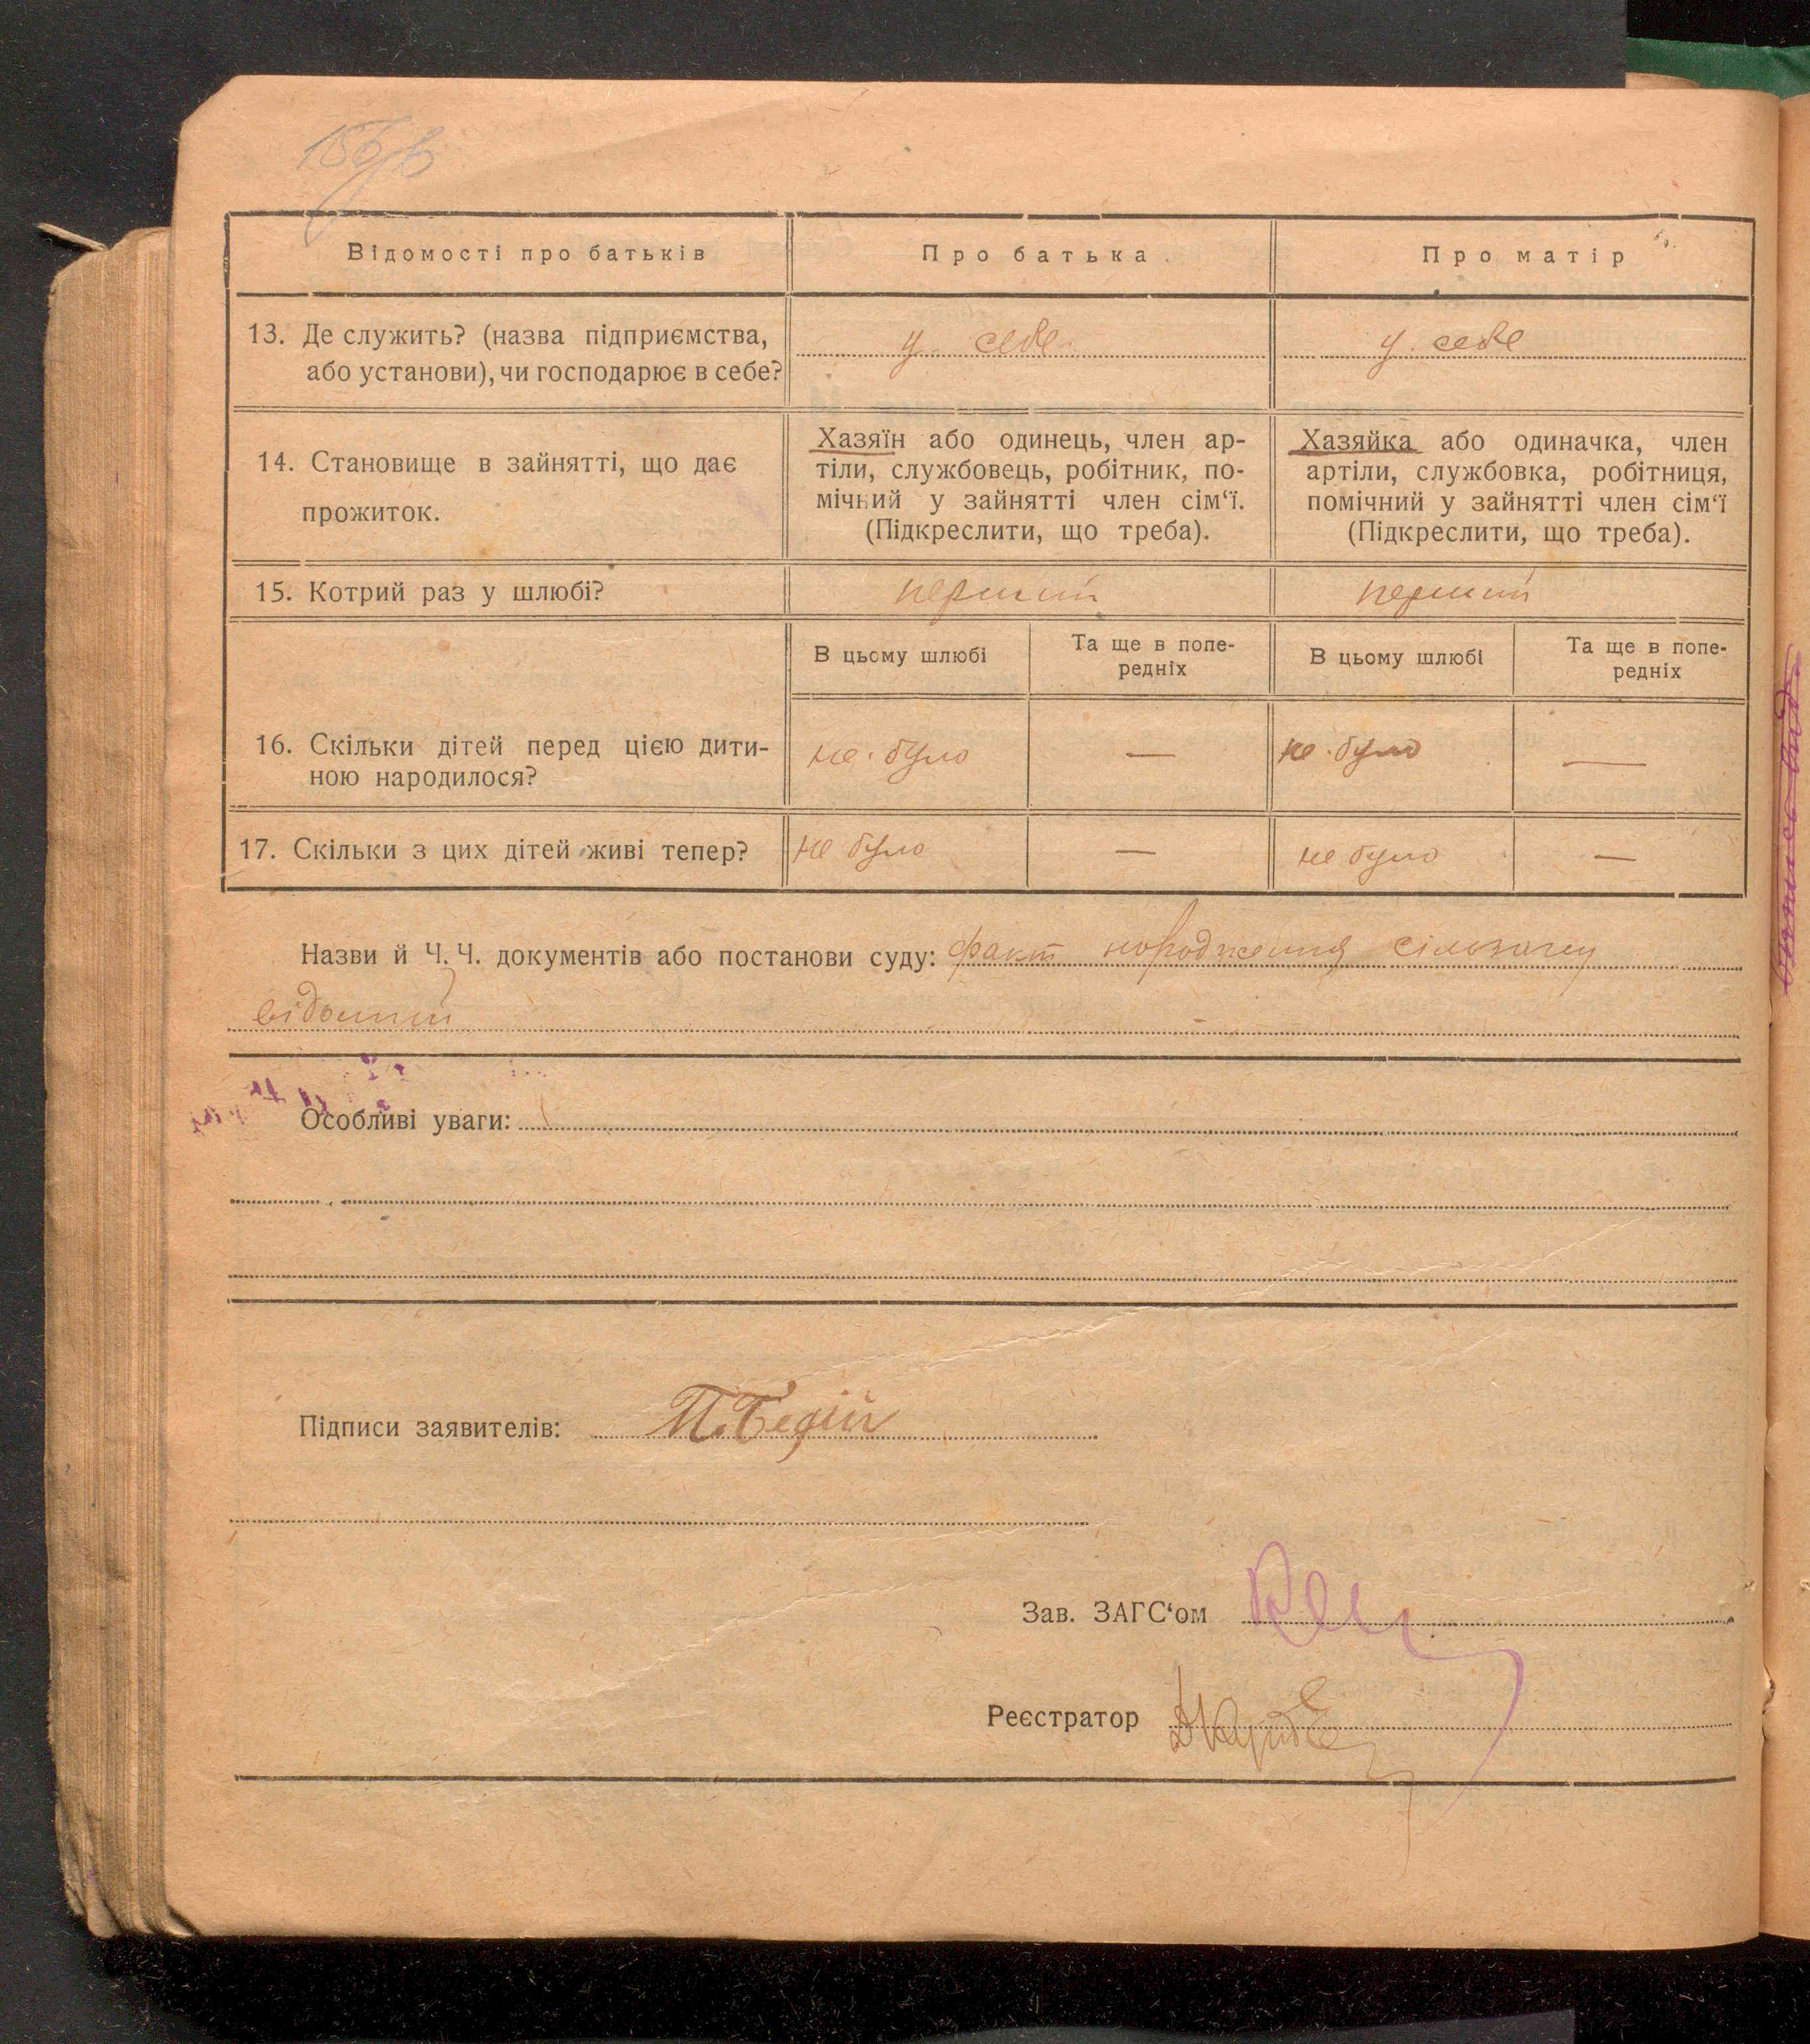 Відомості про батьків Про батька Про матір
13. Де служить? (назва підприємства, у себе у себе
або установи), чи господарює в себе?
14. Становище в зайнятті, що дає
прожиток.
Хазяїн або одинець, член ар-
тіли, службовець, робітник, по-
мічний у зайнятті член сім‘ї.
(Підкреслити, що треба).
Хазяйка або одиначка, член
артіли, службовка, робітниця,
помічний у зайнятті член сім‘ї
(Підкреслити, що треба).
15. Котрий раз у шлюбі? перший перший
В цьому шлюбі Та ще в попе-
редніх В цьому шлюбі Та ще в попе-
редніх
16. Скільки дітей перед цією дити-
ною народилося?
не було — не було —
17. Скільки з цих дітей живі тепер? не було — не було —
Назви й Ч. Ч. документів або постанови суду: факт народження сільзагсу
відомий
Особливі уваги:
Підписи заявителів: П. Бедій
Зав. ЗАГС‘ом
Реєстратор